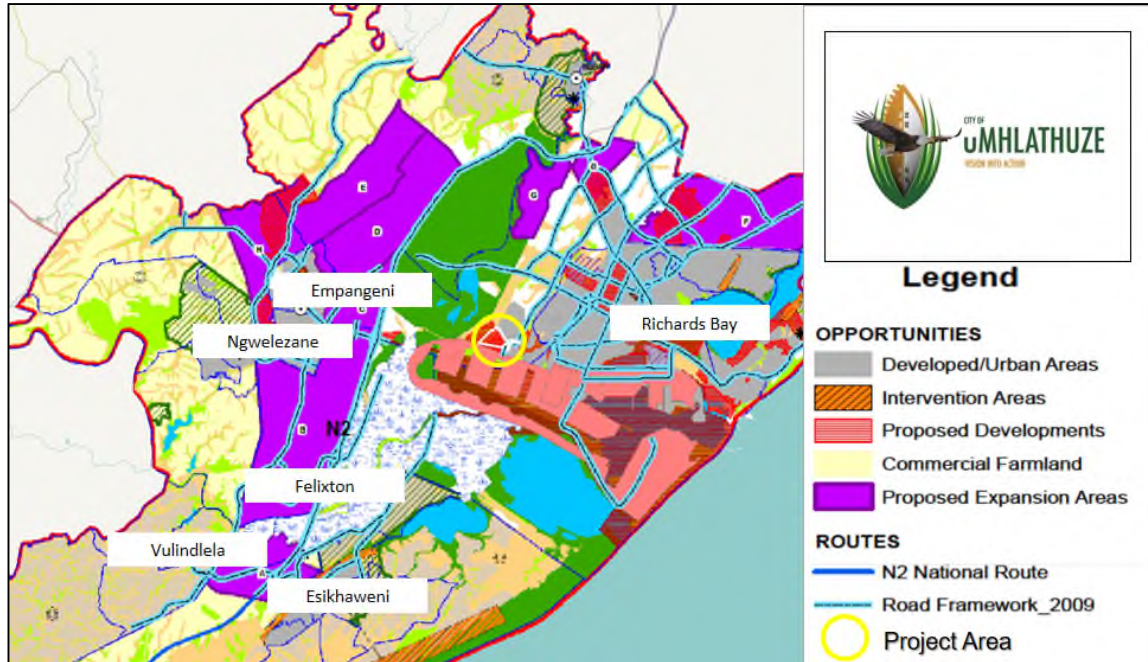 Empangeni
Ngwelezane
Richards Bay
N2
Felixton
Vulindlela
Esikhaweni
E
D
G
F
H
B
A
CITY OF
uMHLATHUZE
VISION INTO ACTION
Legend
OPPORTUNITIES
Developed/Urban Areas
Intervention Areas
Proposed Developments
Commercial Farmland
Proposed Expansion Areas
ROUTES
N2 National Route
Road Framework_2009
Project Area